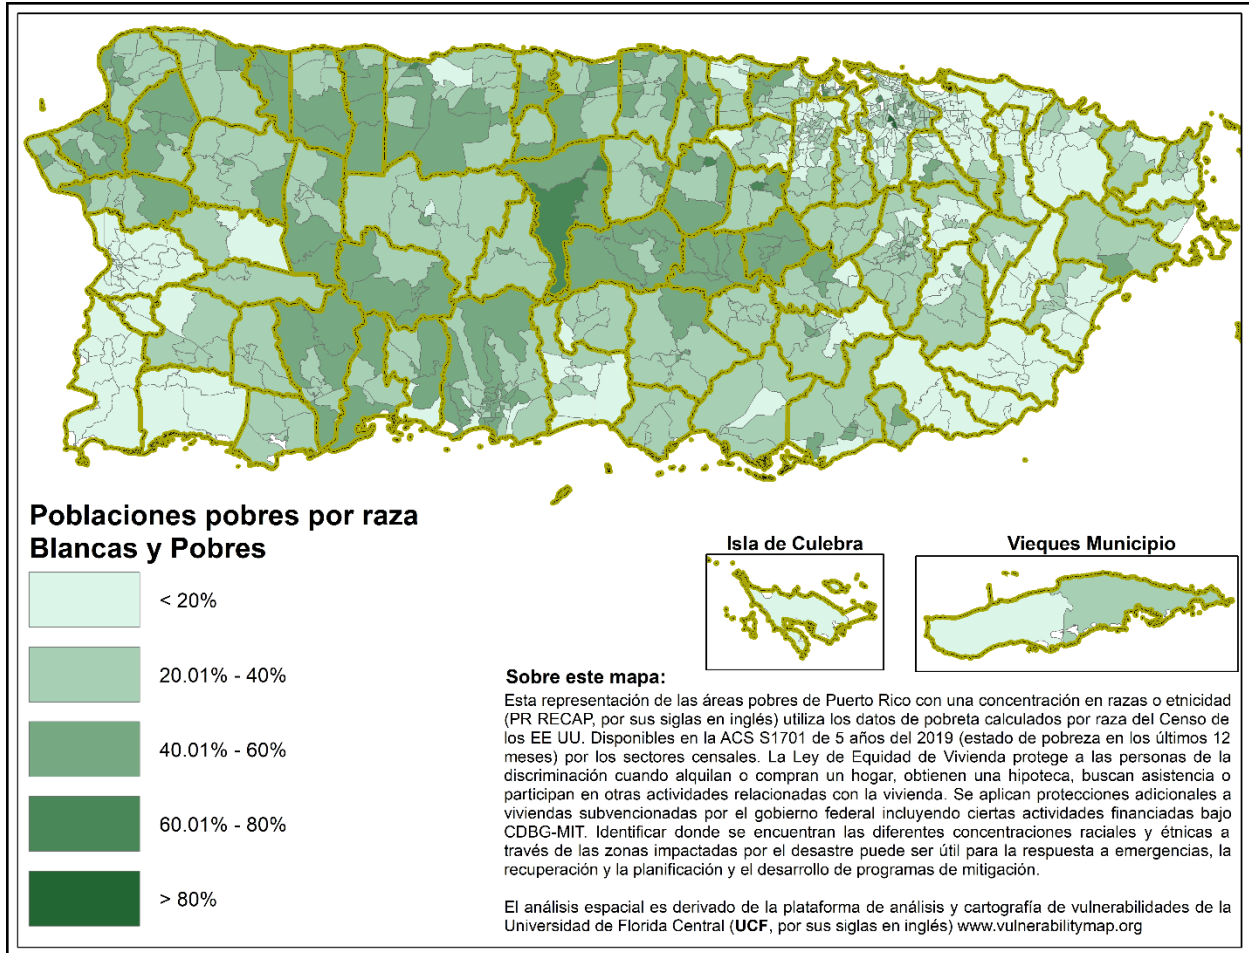 Poblaciones pobres por raza
Blancas y Pobres
< 20%
20.01% - 40%
40.01% - 60%
60.01% - 80%
> 80%
Isla de Culebra
Vieques Municipio
Sobre este mapa:
Esta representación de las áreas pobres de Puerto Rico con una concentración en razas o etnicidad
(PR RECAP, por sus siglas en inglés) utiliza los datos de pobreta calculados por raza del Censo de
los EE UU. Disponibles en la ACS S1701 de 5 años del 2019 (estado de pobreza en los últimos 12
meses) por los sectores censales. La Ley de Equidad de Vivienda protege a las personas de la
discriminación cuando alquilan o compran un hogar, obtienen una hipoteca, buscan asistencia o
participan en otras actividades relacionadas con la vivienda. Se aplican protecciones adicionales a
viviendas subvencionadas por el gobierno federal incluyendo ciertas actividades financiadas bajo
CDBG-MIT. Identificar donde se encuentran las diferentes concentraciones raciales y étnicas a
través de las zonas impactadas por el desastre puede ser útil para la respuesta a emergencias, la
recuperación y la planificación y el desarrollo de programas de mitigación.
El análisis espacial es derivado de la plataforma de análisis y cartografía de vulnerabilidades de la
Universidad de Florida Central (UCF, por sus siglas en inglés) www.vulnerabilitymap.org